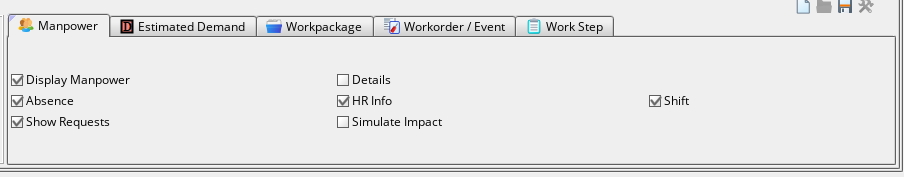 Manpower Estimated Demand Workpackage Workorder / Event Work Step
Display Manpower Details
Absence HR Info Shift
Show Requests Simulate Impact